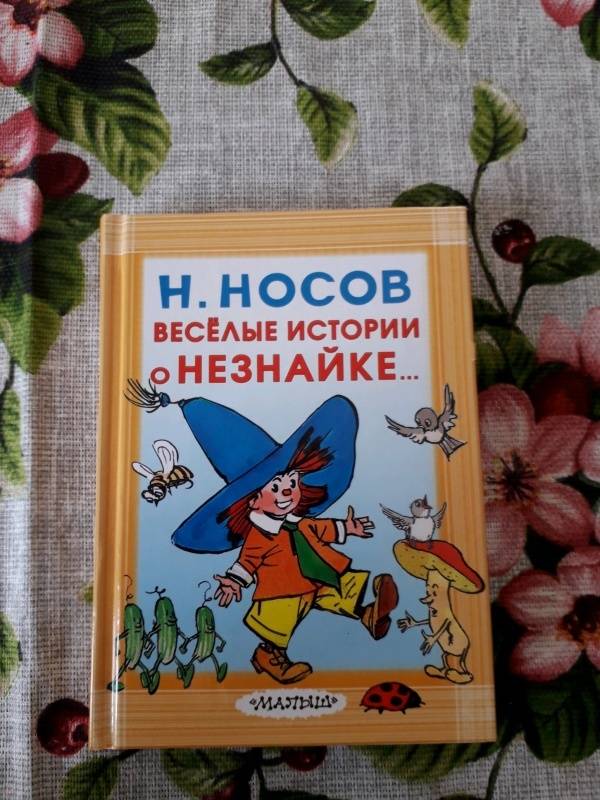 Н. НОСОВ
ВЕСЁЛЫЕ ИСТОРИИ
о НЕЗНАЙКЕ...
«МАЛЫШ»